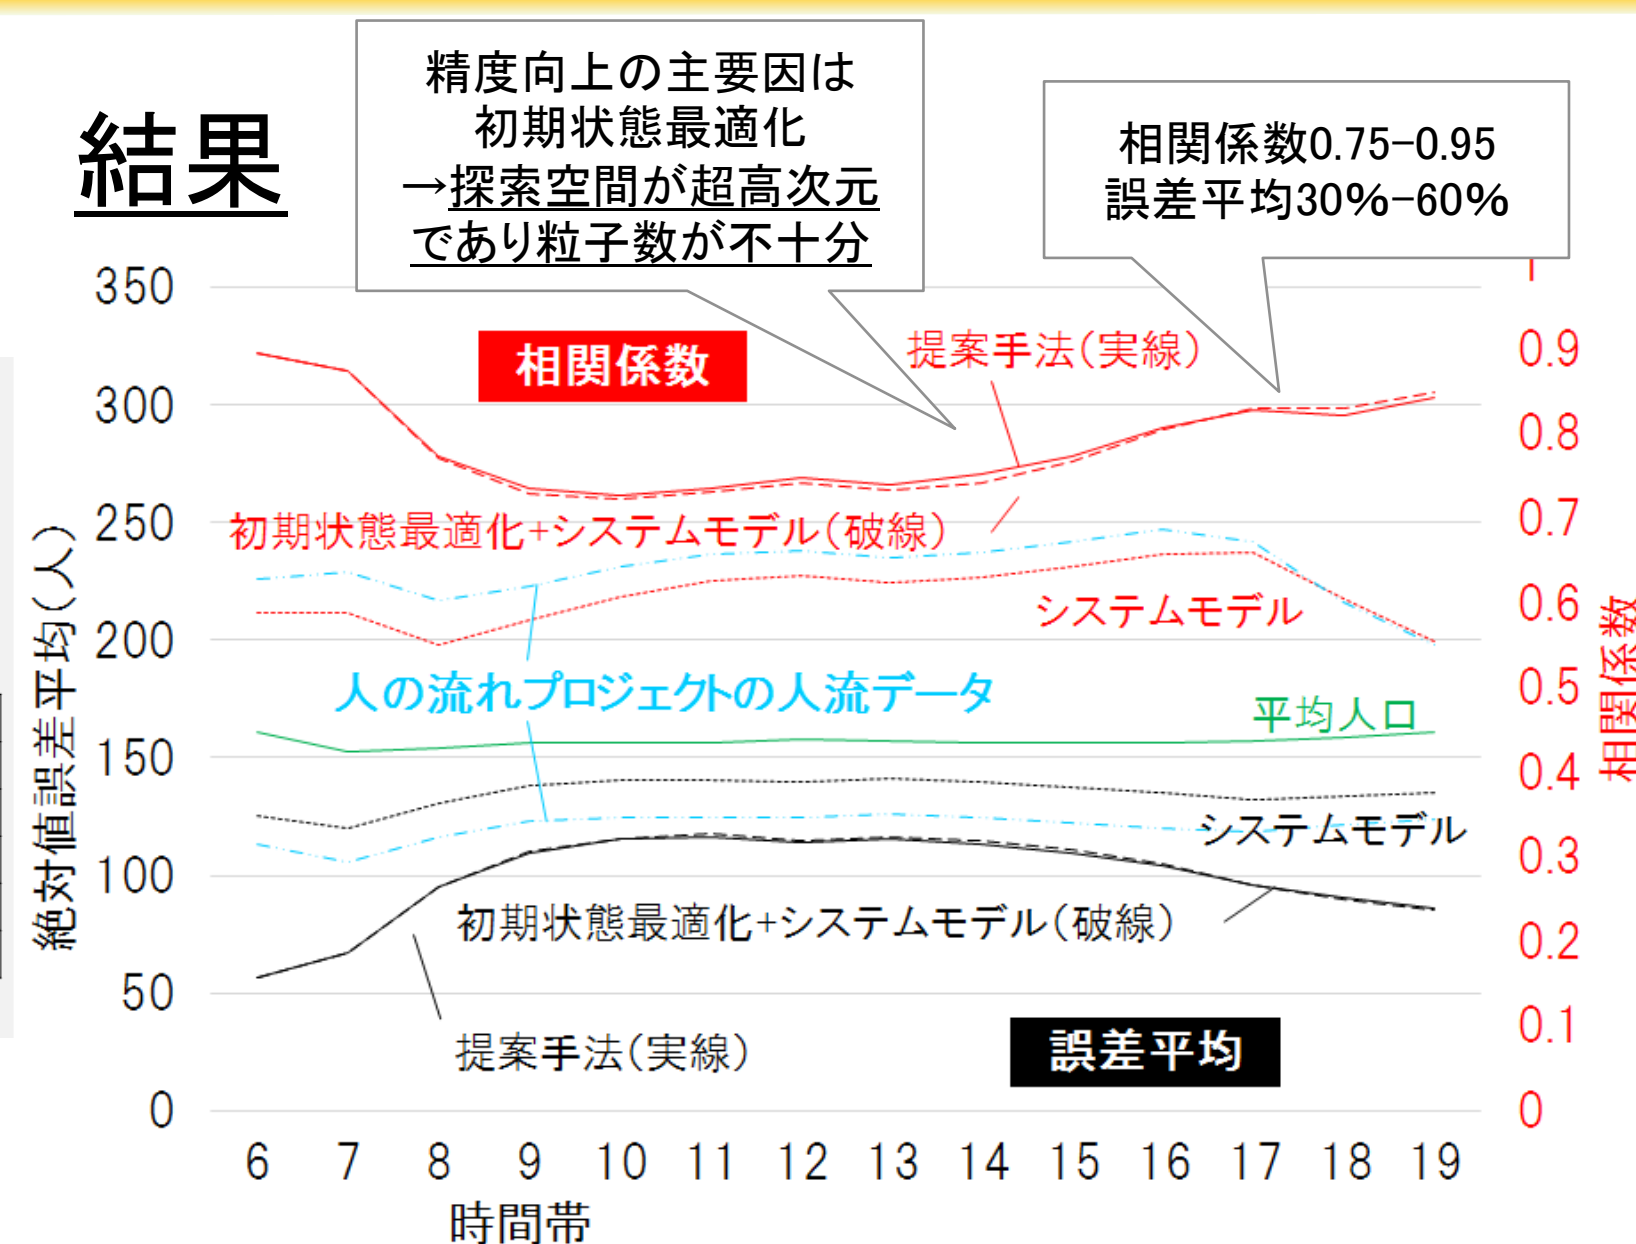 結果
精度向上の主要因は
初期状態最適化
→探索空間が超高次元
であり粒子数が不十分
相関係数0.75-0.95
誤差平均30%-60%
350
300
250
200
150
100
50
0
絶対値誤差平均(人)
1
0.9
0.8
0.7
0.6
0.5
0.4
0.3
0.2
0.1
0
相関係数
相関係数
提案手法(実線)
初期状態最適化+システムモデル(破線)
システムモデル
人の流れプロジェクトの人流データ
平均人口
システムモデル
初期状態最適化+システムモデル(破線)
提案手法(実線)
誤差平均
6 7 8 9 10 11 12 13 14 15 16 17 18 19
時間帯